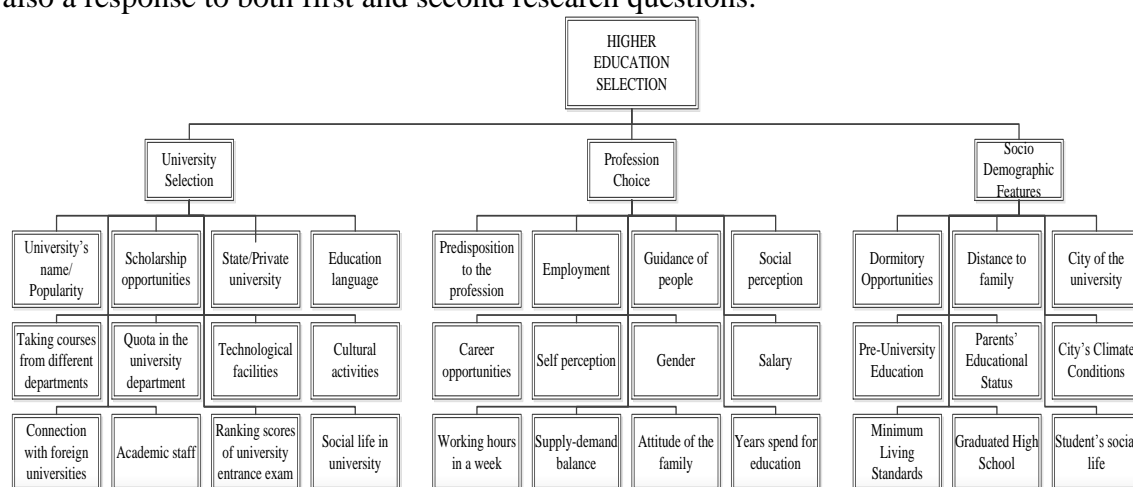 also a response to both first and second research questions.
HIGHER
EDUCATION
SELECTION
University
Selection
Profession
Choice
Socio
Demographic
Features
University's
name/
Popularity
Scholarship
opportunities
State/Private
university
Education
language
Predisposition
to the
profession
Employment
Guidance of
people
Social
perception
Dormitory
Opportunities
Distance to
family
City of the
university
Taking courses
from different
departments
Quota in the
university
department
Technological
facilities
Cultural
activities
Career
opportunities
Self perception
Gender
Salary
Pre-University
Education
Parents'
Educational
Status
City's Climate
Conditions
Connection
with foreign
universities
Academic staff
Ranking scores
of university
entrance exam
Social life in
university
Working hours
in a week
Supply-demand
balance
Attitude of the
family
Years spend for
education
Minimum
Living
Standards
Graduated High
School
Student's social
life